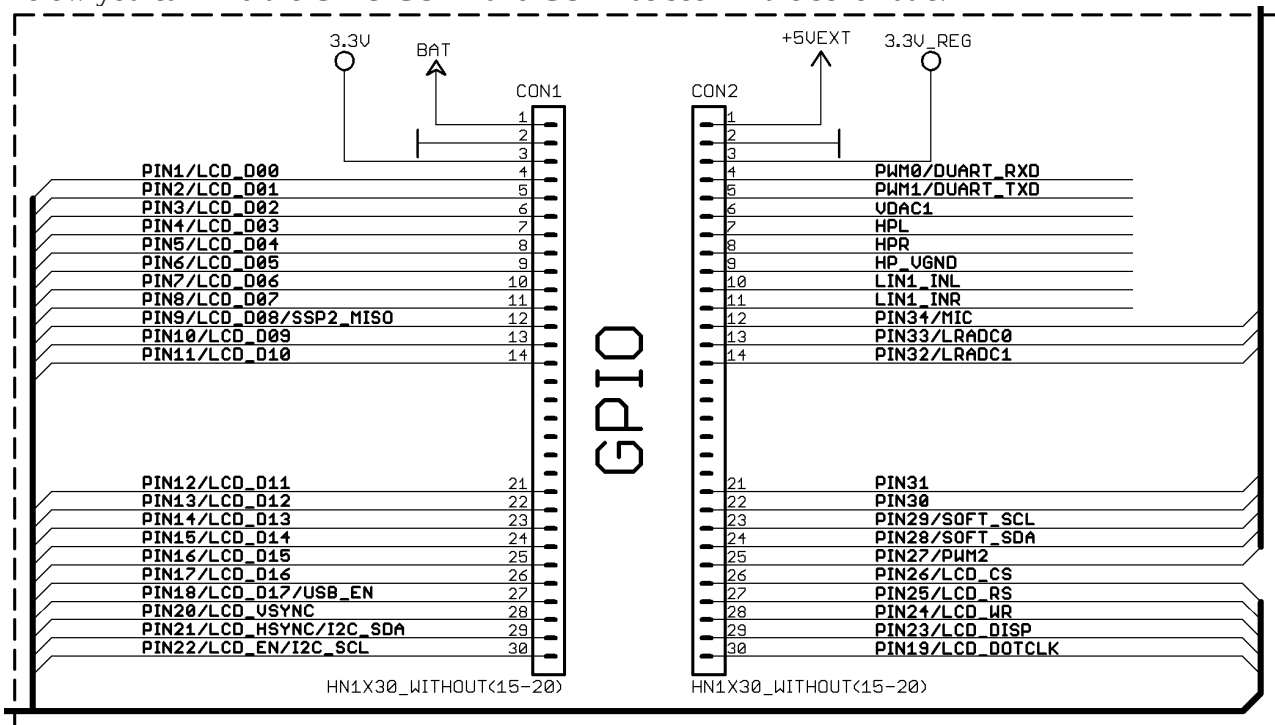 3.3V
BAT
+5VEXT
3.3V_REG
CON1
1
2
3
PIN1/LCD_D00 4
PIN2/LCD_D01 5
PIN3/LCD_D02 6
PIN4/LCD_D03 7
PIN5/LCD_D04 8
PIN6/LCD_D05 9
PIN7/LCD_D06 10
PIN8/LCD_D07 11
PIN9/LCD_D08/SSP2_MISO 12
PIN10/LCD_D09 13
PIN11/LCD_D10 14
PIN12/LCD_D11 21
PIN13/LCD_D12 22
PIN14/LCD_D13 23
PIN15/LCD_D14 24
PIN16/LCD_D15 25
PIN17/LCD_D16 26
PIN18/LCD_D17/USB_EN 27
PIN20/LCD_VSYNC 28
PIN21/LCD_HSYNC/I2C_SDA 29
PIN22/LCD_EN/I2C_SCL 30
HN1X30_WITHOUT(15-20)
GPIO
CON2
1
2
3
4 PWM0/DUART_RXD
5 PWM1/DUART_TXD
6 VDAC1
7 HPL
8 HPR
9 HP_VGND
10 LIN1_INL
11 LIN1_INR
12 PIN34/MIC
13 PIN33/LRADC0
14 PIN32/LRADC1
21 PIN31
22 PIN30
23 PIN29/SOFT_SCL
24 PIN28/SOFT_SDA
25 PIN27/PWM2
26 PIN26/LCD_CS
27 PIN25/LCD_RS
28 PIN24/LCD_WR
29 PIN23/LCD_DISP
30 PIN19/LCD_DOTCLK
HN1X30_WITHOUT(15-20)